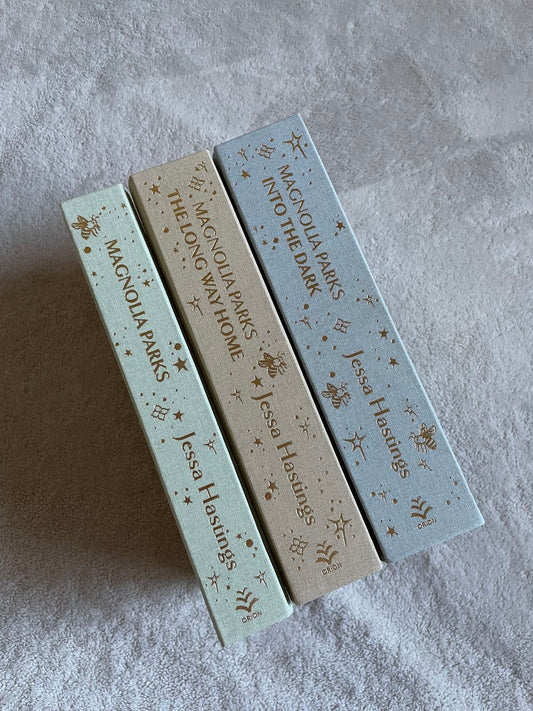 MAGNOLIA PARKS
Jessa Hastings
ORION
MAGNOLIA PARKS
THE LONG WAY HOME
Jessa Hastings
ORION
MAGNOLIA PARKS
INTO THE DARK
Jessa Hastings
ORION